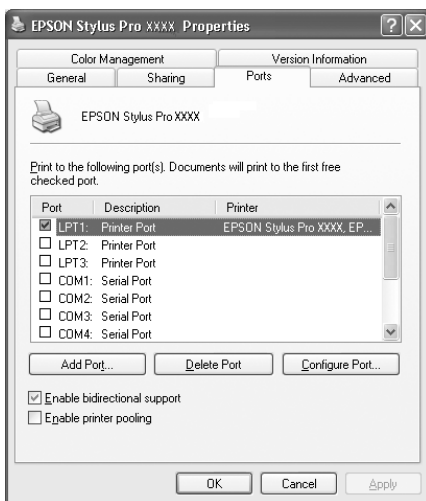 EPSON Stylus Pro XXXX Properties
Color Management Version Information
General Sharing Ports Advanced
EPSON Stylus Pro XXXX
Print to the following port(s). Documents will print to the first free
checked port.
Port Description Printer
LPT1: Printer Port EPSON Stylus Pro XXXX, EP...
LPT2: Printer Port
LPT3: Printer Port
COM1: Serial Port
COM2: Serial Port
COM3: Serial Port
COM4: Serial Port
Add Port... Delete Port Configure Port...
Enable bidirectional support
Enable printer pooling
OK Cancel Apply